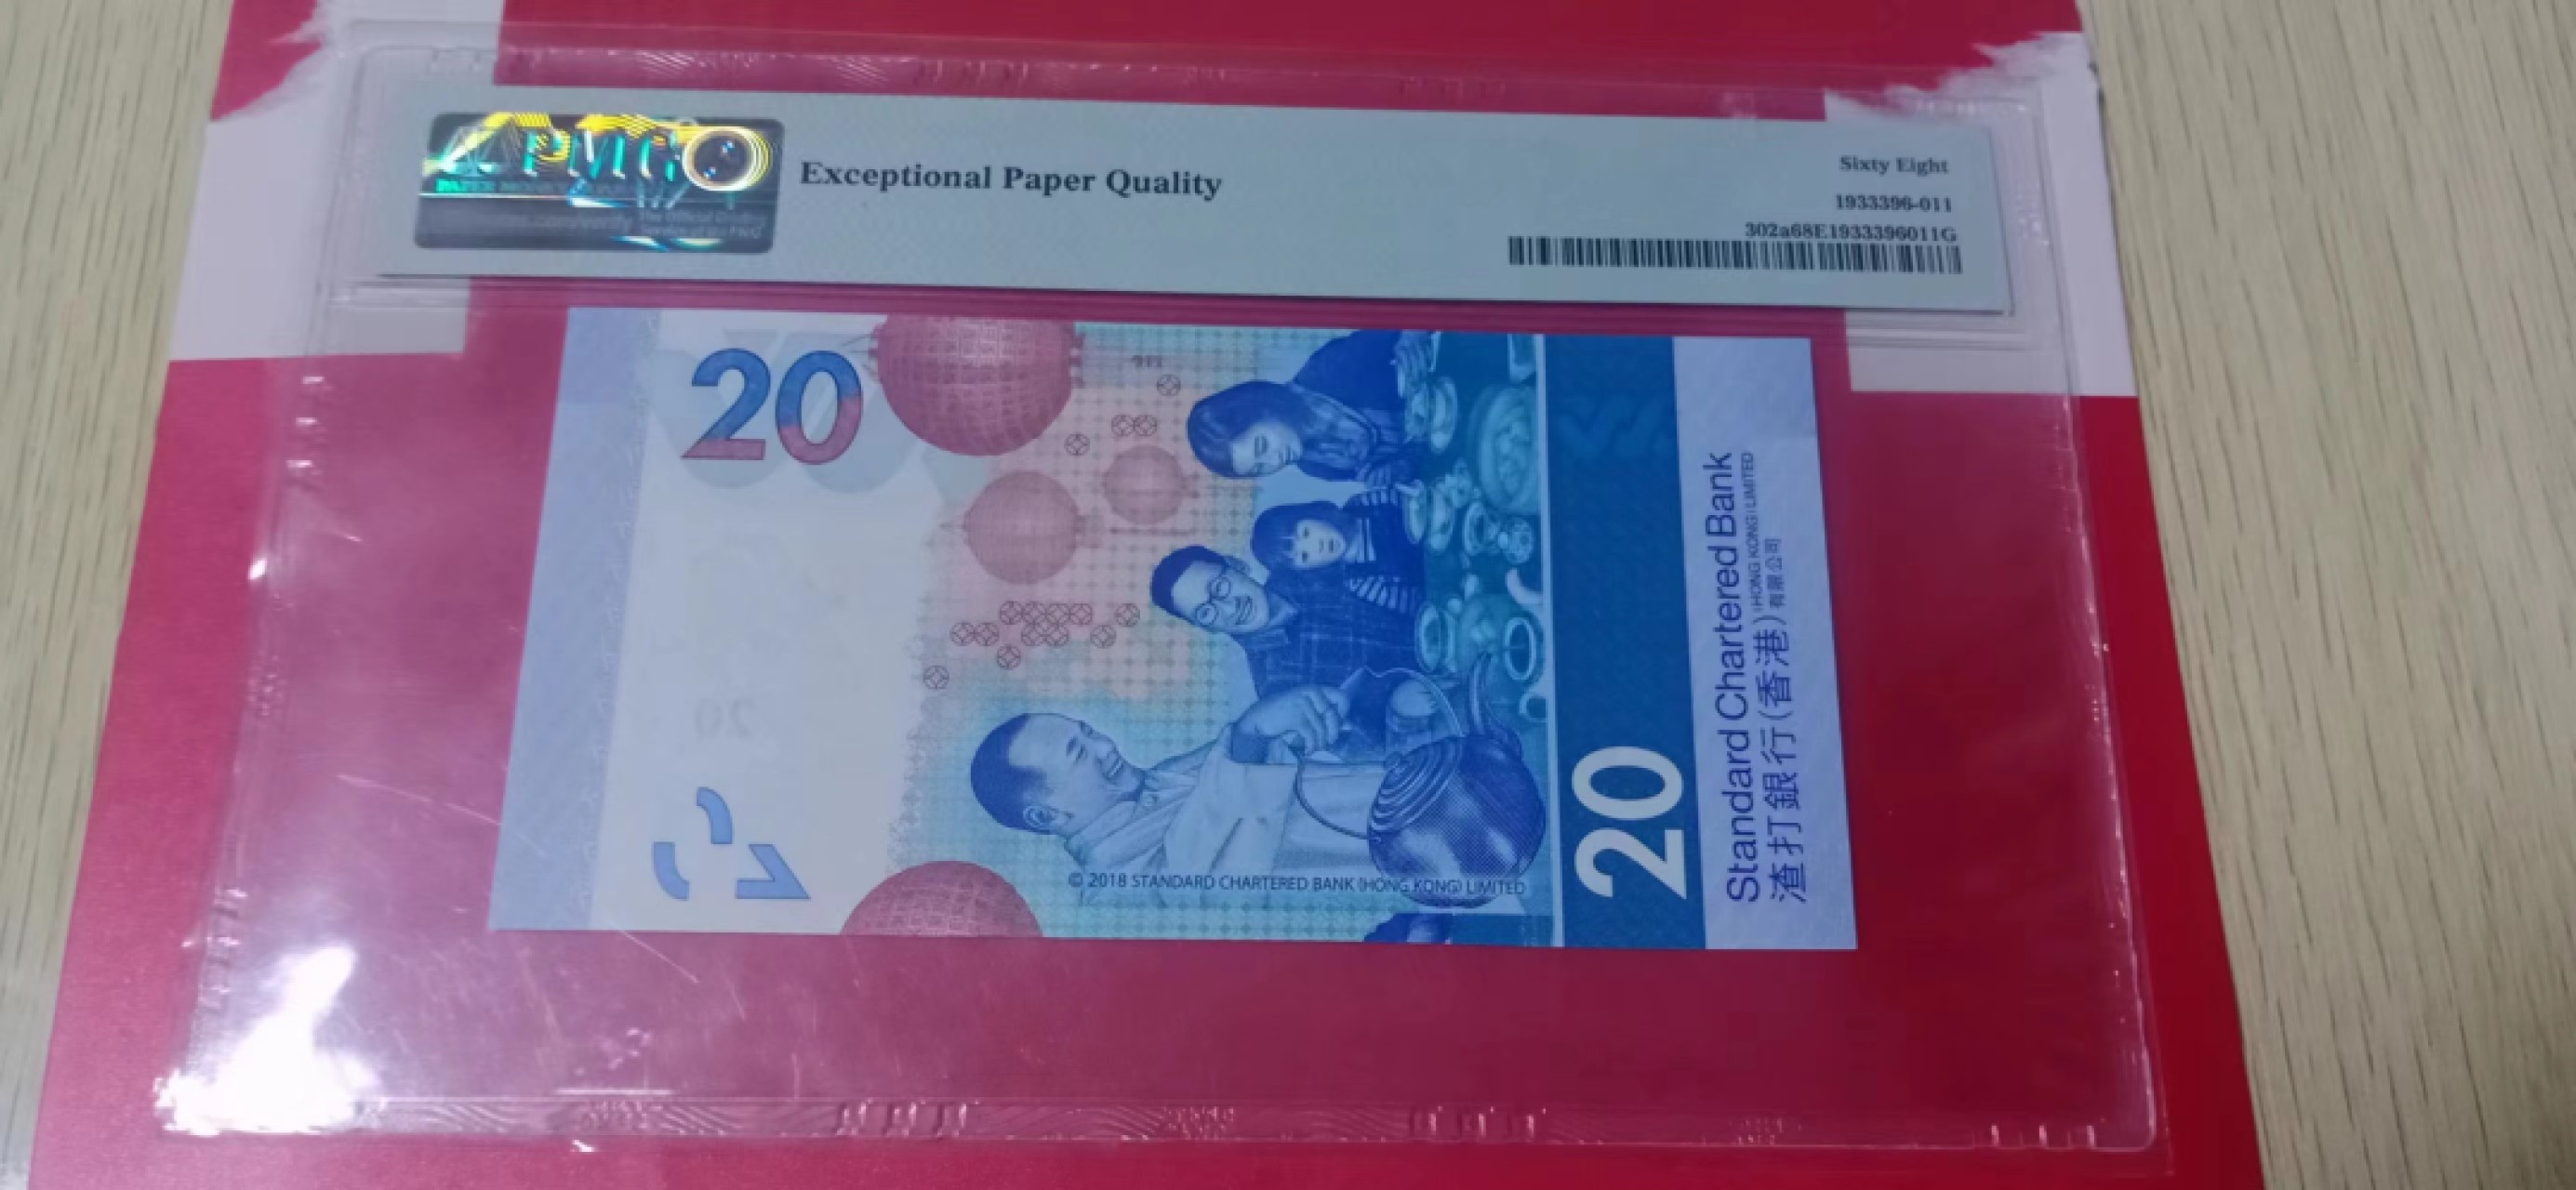 PMG
Exceptional Paper Quality
Sixty Eight
1933396-011
302a68E1933396011G
20
20
© 2018 STANDARD CHARTERED BANK (HONG KONG) LIMITED
20
Standard Chartered Bank
(HONG KONG) LIMITED
渣打銀行(香港)有限公司